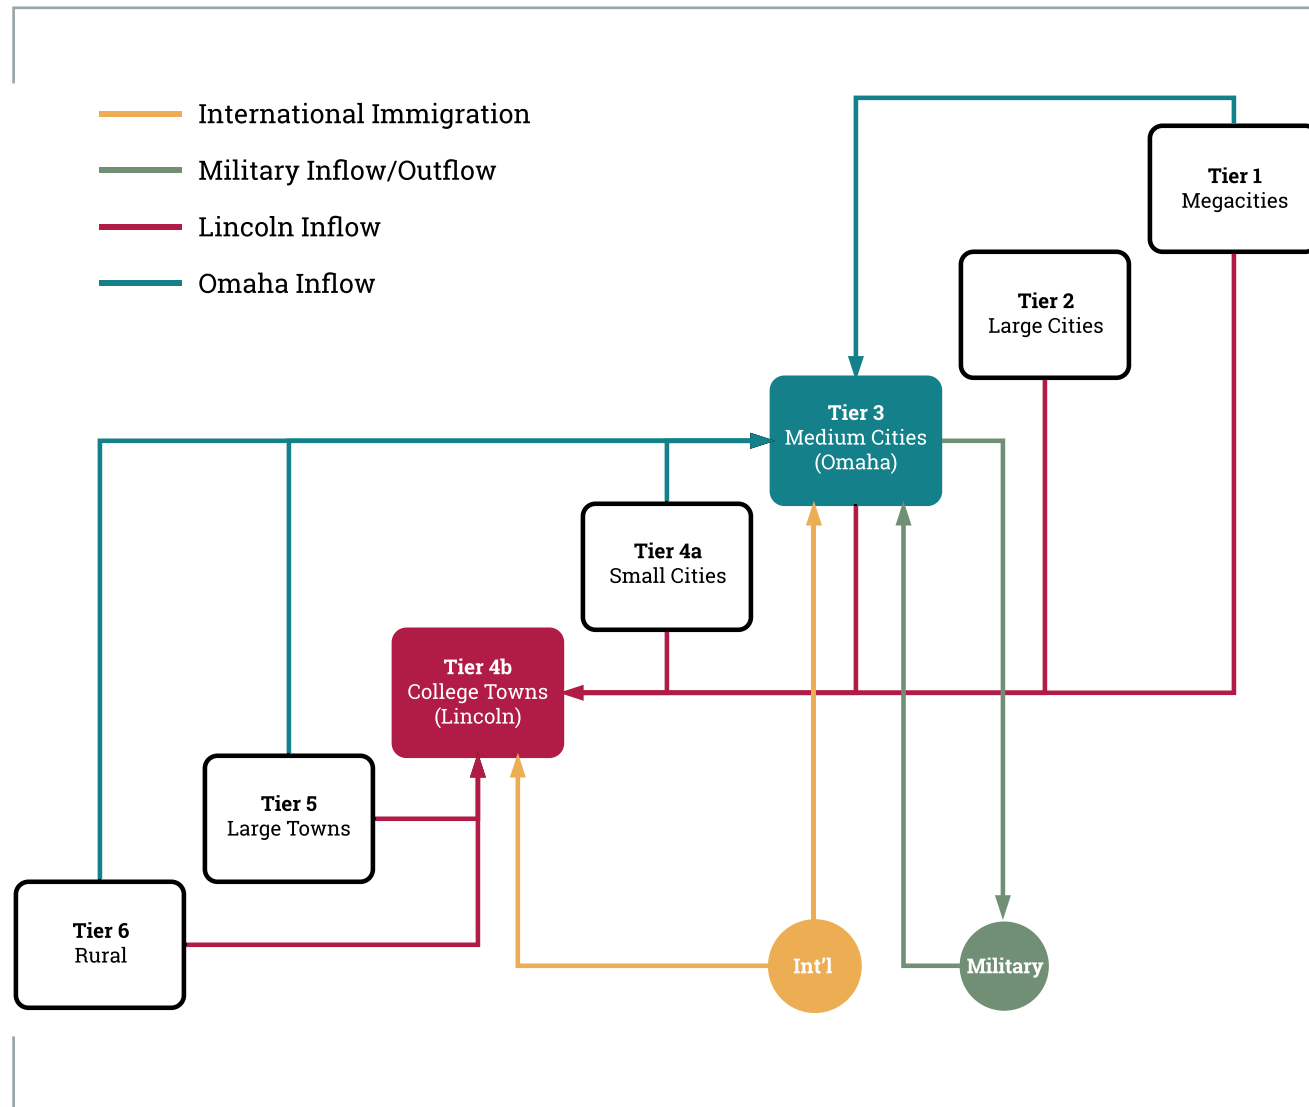 International Immigration
Military Inflow/Outflow
Lincoln Inflow
Omaha Inflow
Tier 1
Megacities
Tier 2
Large Cities
Tier 3
Medium Cities
(Omaha)
Tier 4a
Small Cities
Tier 4b
College Towns
(Lincoln)
Tier 5
Large Towns
Tier 6
Rural
Int'l
Military